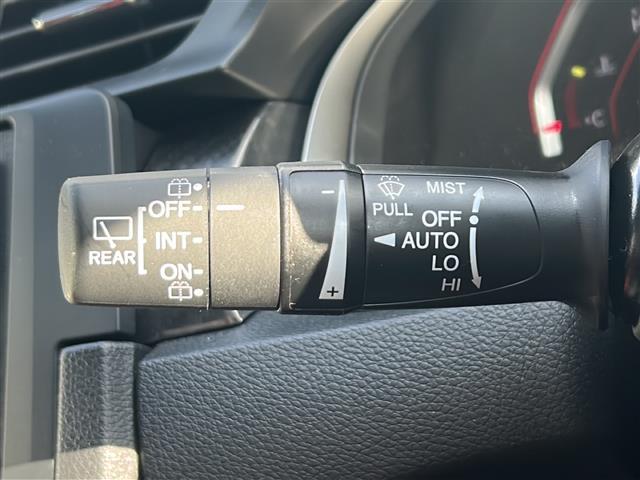 OFF
INT
ON
REAR
−
+
PULL
MIST
OFF
AUTO
LO
HI
C